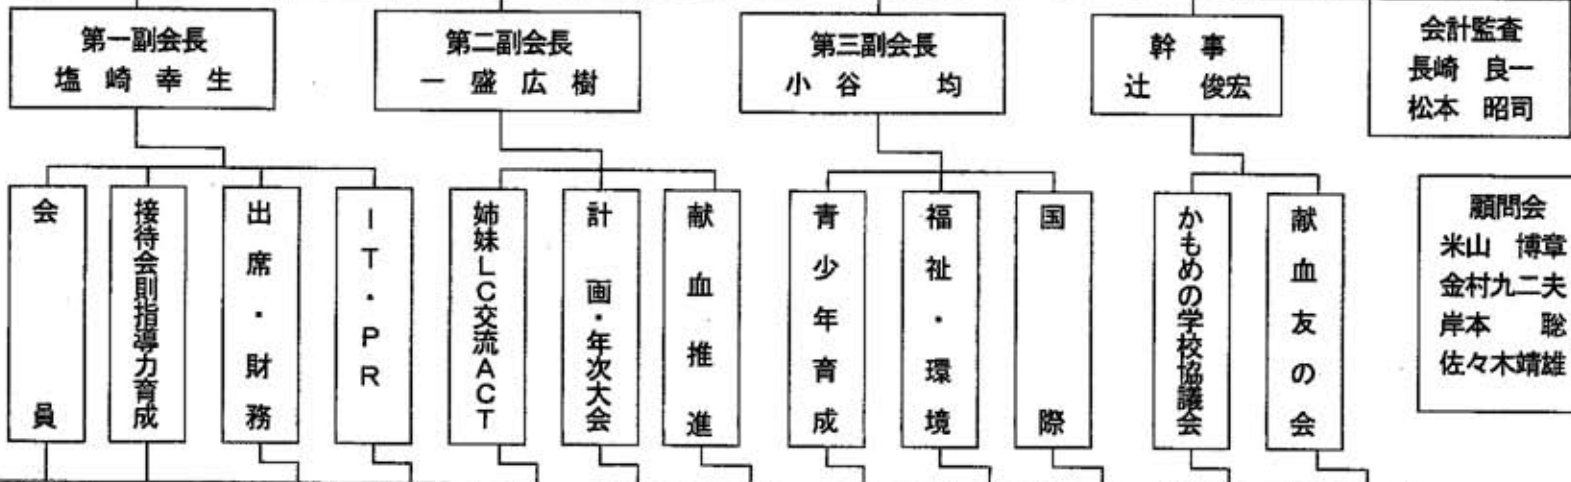 第一副会長
塩崎幸生
第二副会長
一盛広樹
第三副会長
小谷 均
幹事
辻 俊宏
会計監査
長崎 良一
松本 昭司
会員
接待会則指導力育成
出席・財務
IT・PR
姉妹LC交流ACT
計画・年次大会
献血推進
青少年育成
福祉・環境
国際
かもめの学校協議会
献血友の会
顧問会
米山 博章
金村九二夫
岸本 聡
佐々木靖雄